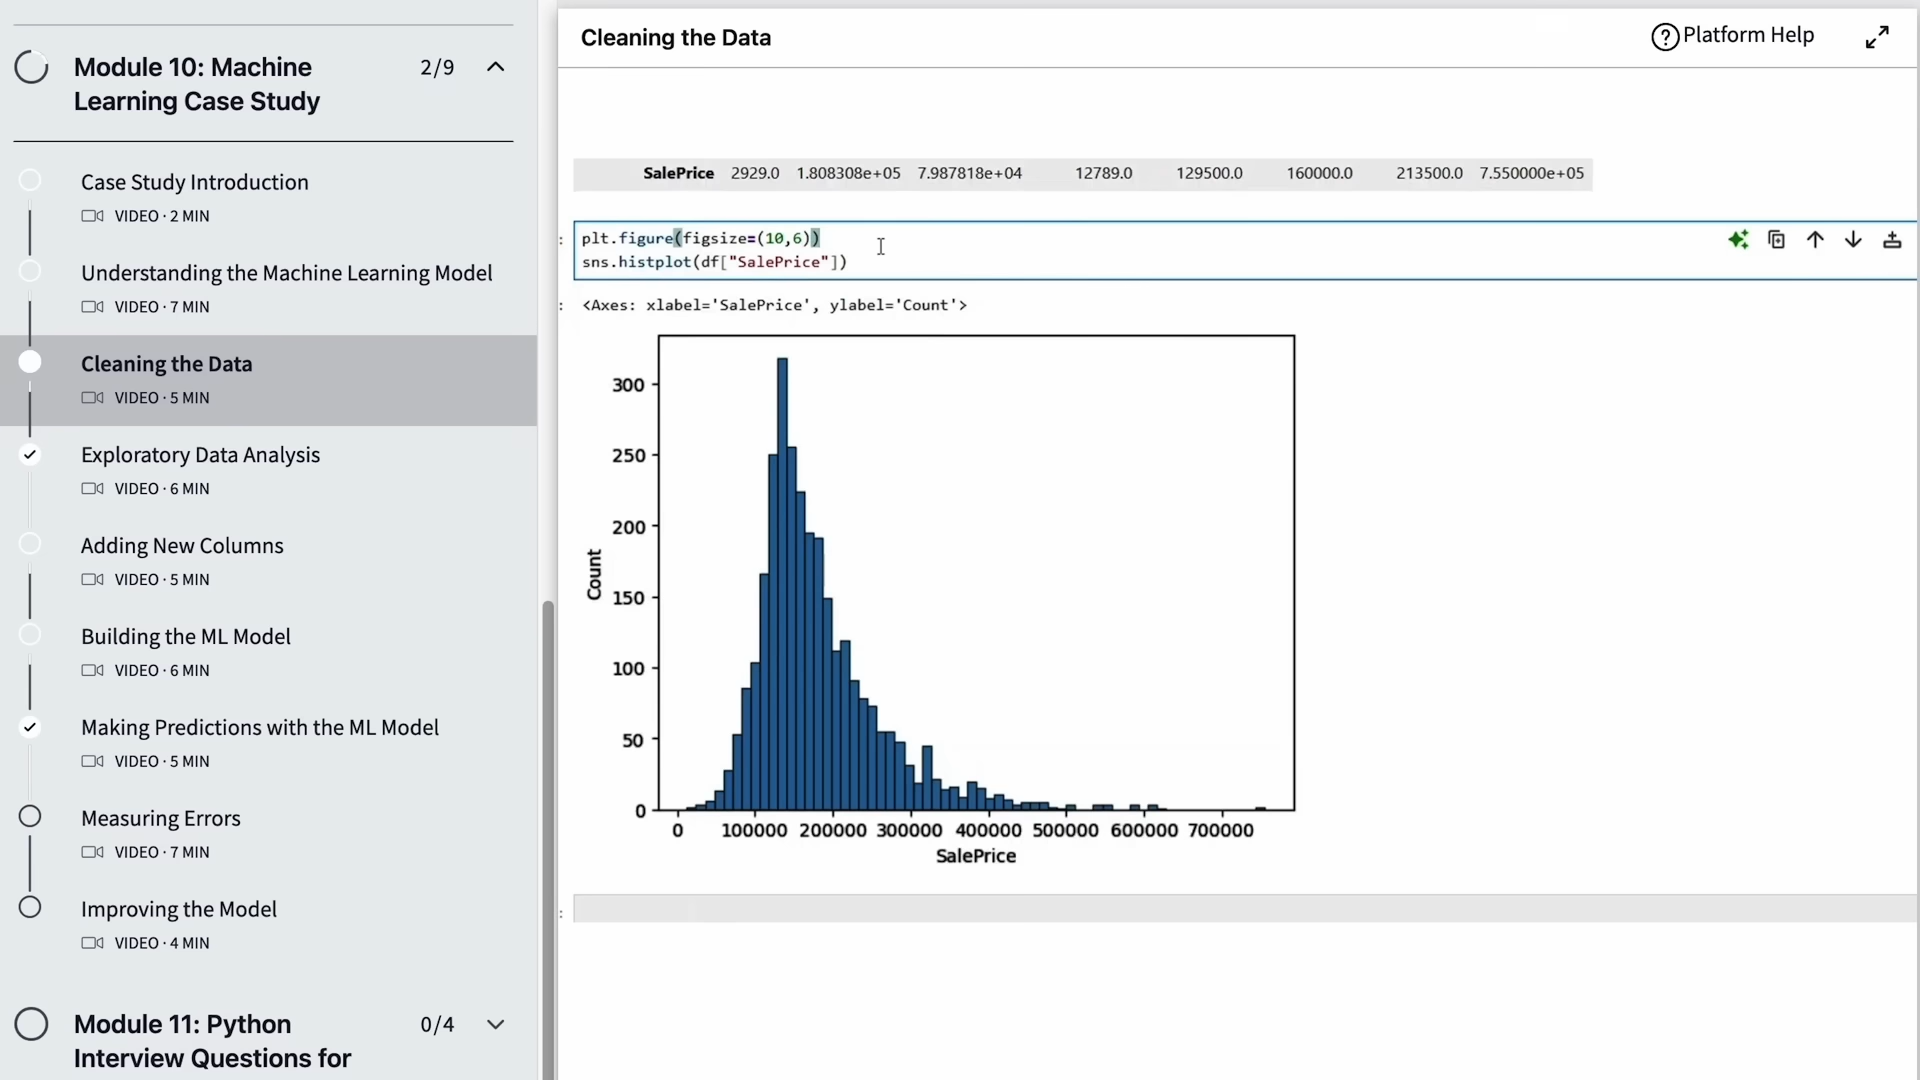 Module 10: Machine
Learning Case Study
2/9
Case Study Introduction
VIDEO · 2 MIN
Understanding the Machine Learning Model
VIDEO · 7 MIN
Cleaning the Data
VIDEO · 5 MIN
Exploratory Data Analysis
VIDEO · 6 MIN
Adding New Columns
VIDEO · 5 MIN
Building the ML Model
VIDEO · 6 MIN
Making Predictions with the ML Model
VIDEO · 5 MIN
Measuring Errors
VIDEO · 7 MIN
Improving the Model
VIDEO · 4 MIN
Module 11: Python
Interview Questions for
0/4
Cleaning the Data
? Platform Help
SalePrice 2929.0 1.808308e+05 7.987818e+04 12789.0 129500.0 160000.0 213500.0 7.550000e+05
: plt.figure(figsize=(10,6))
sns.histplot(df["SalePrice"])
: <Axes: xlabel='SalePrice', ylabel='Count'>
300
250
200
150
100
50
0
Count
0 100000 200000 300000 400000 500000 600000 700000
SalePrice
: